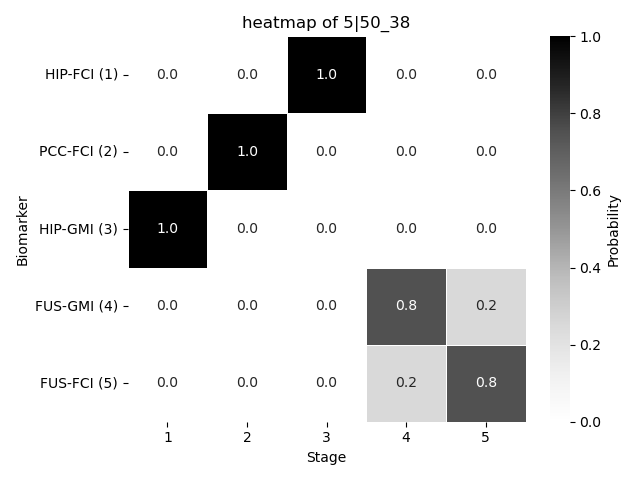 heatmap of 5|50_38
HIP-FCI (1) 0.0 0.0 1.0 0.0 0.0
PCC-FCI (2) 0.0 1.0 0.0 0.0 0.0
HIP-GMI (3) 1.0 0.0 0.0 0.0 0.0
FUS-GMI (4) 0.0 0.0 0.0 0.8 0.2
FUS-FCI (5) 0.0 0.0 0.0 0.2 0.8
1 2 3 4 5
Stage
Biomarker
1.0
0.8
0.6
0.4
0.2
0.0
Probability